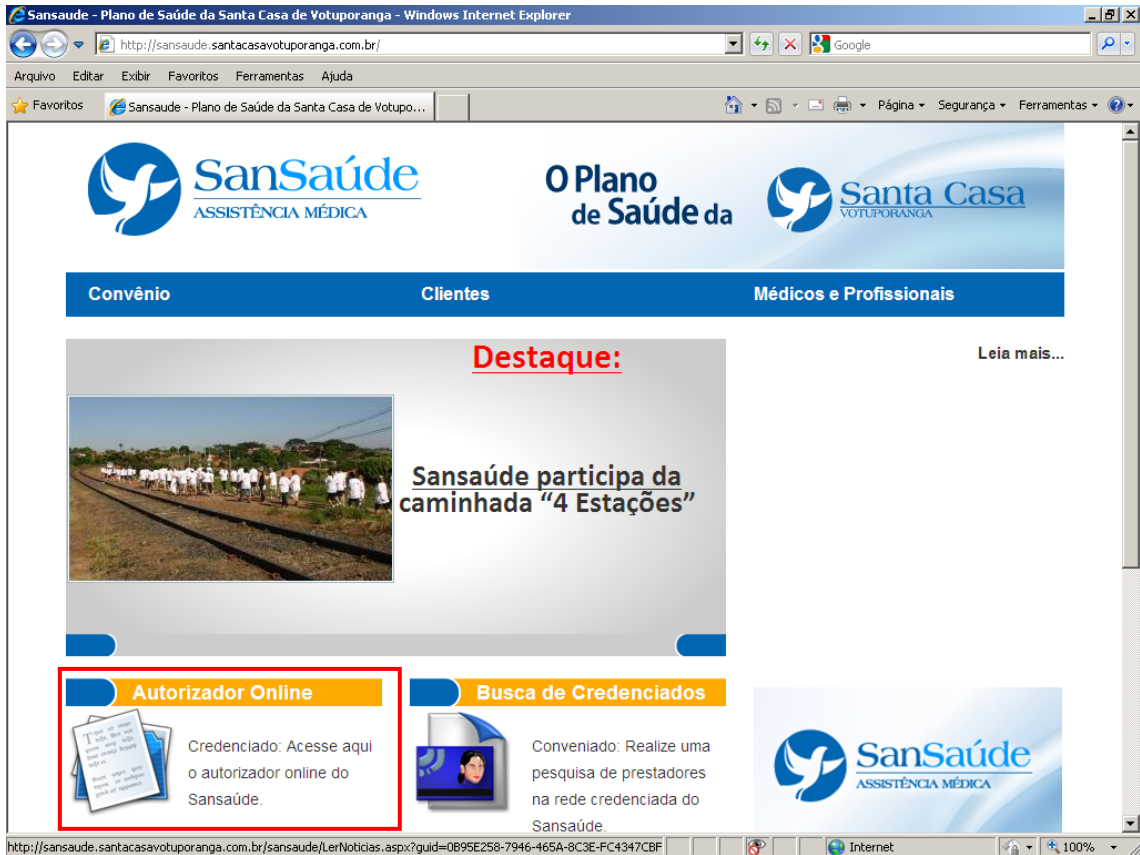 Sansaude - Plano de Saúde da Santa Casa de Votuporanga - Windows Internet Explorer
http://sansaude.santacasavotuporanga.com.br/
Google
Arquivo Editar Exibir Favoritos Ferramentas Ajuda
Favoritos
Sansaude - Plano de Saúde da Santa Casa de Votupo...
Página Segurança Ferramentas
SanSaúde
ASSISTÊNCIA MÉDICA
O Plano
de Saúde da
Santa Casa
VOTUPORANGA
Convênio Clientes Médicos e Profissionais
Destaque:
Leia mais...
Sansaúde participa da
caminhada “4 Estações”
Autorizador Online
Credenciado: Acesse aqui
o autorizador online do
Sansaúde.
Busca de Credenciados
Conveniado: Realize uma
pesquisa de prestadores
na rede credenciada do
Sansaúde.
SanSaúde
ASSISTÊNCIA MÉDICA
http://sansaude.santacasavotuporanga.com.br/sansaude/LerNoticias.aspx?guid=0B95E258-7946-465A-8C3E-FC4347CBF
Internet
100%